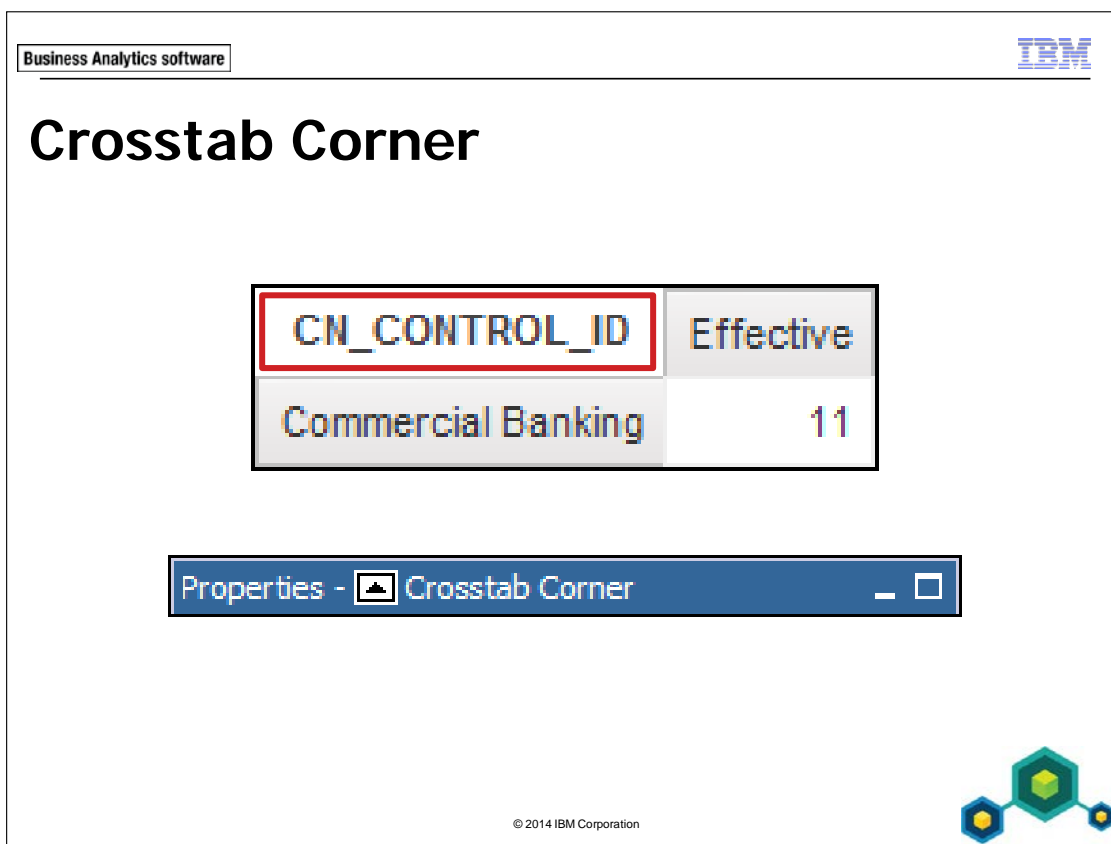 Business Analytics software
IBM
Crosstab Corner
CN_CONTROL_ID Effective
Commercial Banking 11
Properties - Crosstab Corner
© 2014 IBM Corporation